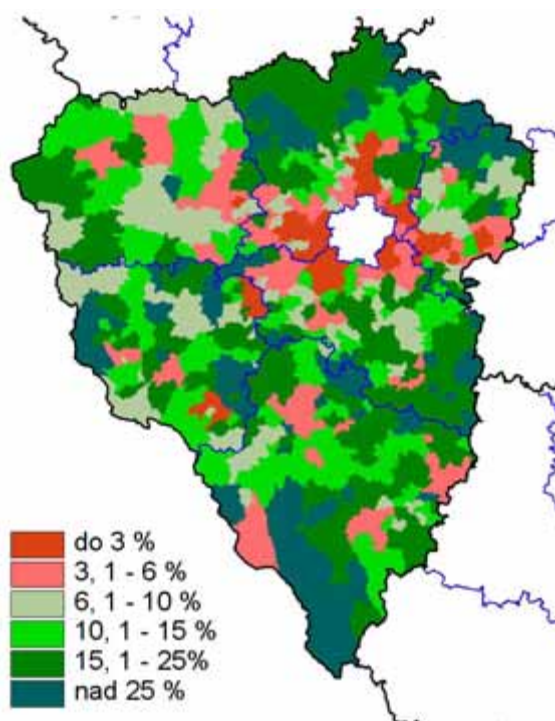 do 3 %
3, 1 - 6 %
6, 1 - 10 %
10, 1 - 15 %
15, 1 - 25%
nad 25 %